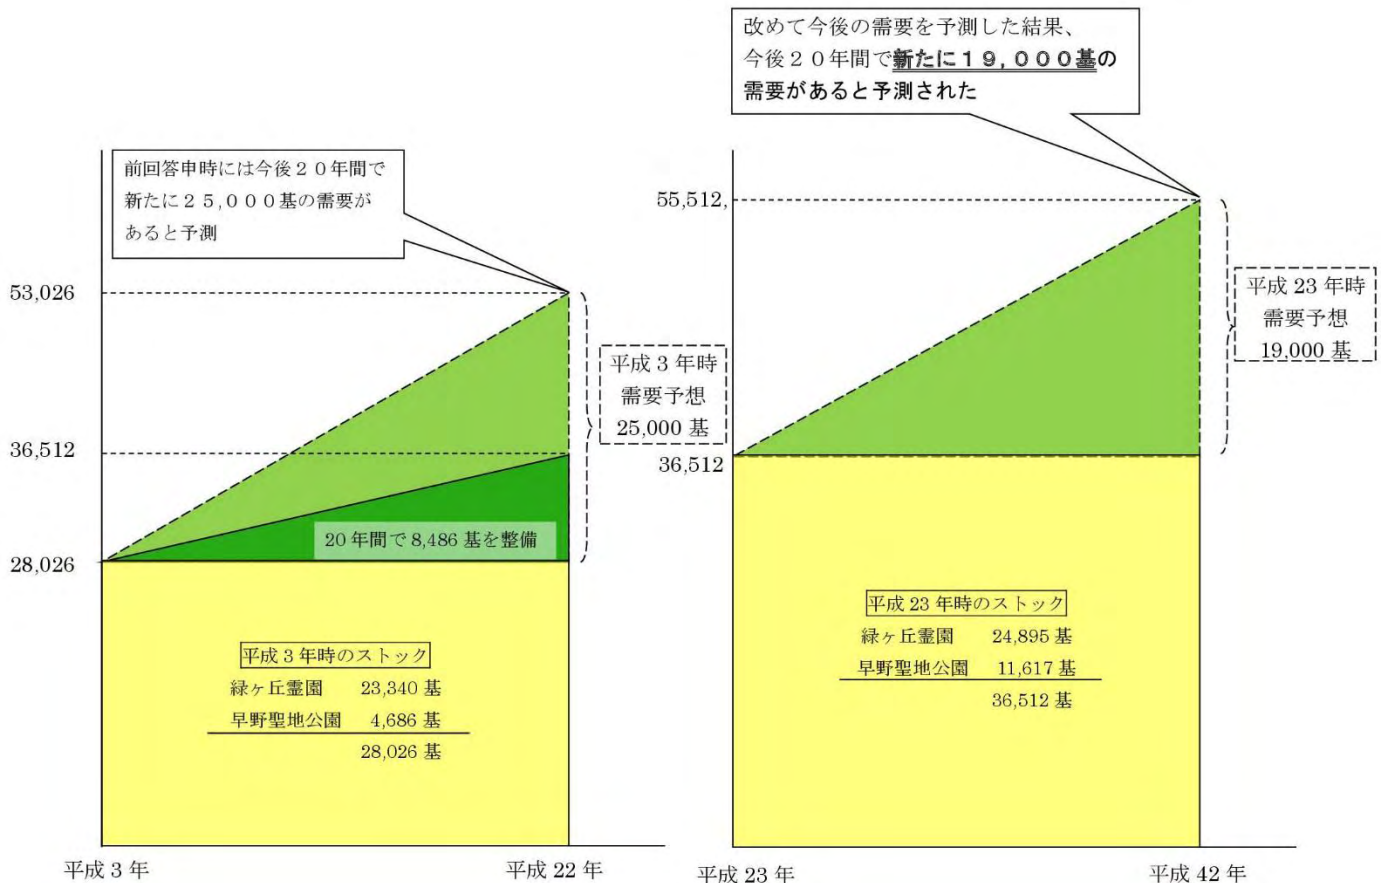 前回答申時には今後２０年間で
新たに２５,０００基の需要が
あると予測
53,026
36,512
28,026
平成 3 年時
需要予想
25,000 基
20 年間で 8,486 基を整備
平成 3 年時のストック
緑ヶ丘霊園 23,340 基
早野聖地公園 4,686 基
28,026 基
平成 3 年
平成 22 年
改めて今後の需要を予測した結果、
今後２０年間で新たに１９,０００基の
需要があると予測された
55,512,
36,512
平成 23 年時
需要予想
19,000 基
平成 23 年時のストック
緑ヶ丘霊園 24,895 基
早野聖地公園 11,617 基
36,512 基
平成 23 年
平成 42 年